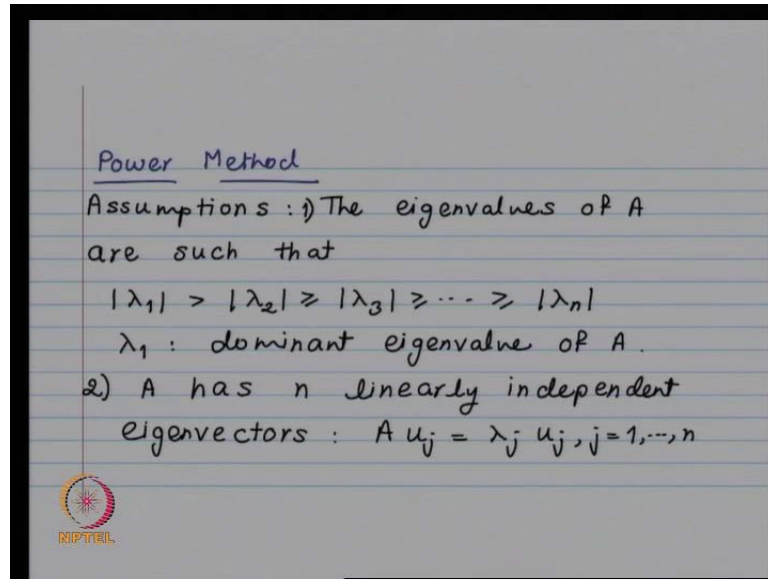 Power Method
Assumptions : 1) The eigenvalues of A
are such that
|λ₁| > |λ₂| ≥ |λ₃| ≥ ... ≥ |λₙ|
λ₁ : dominant eigenvalue of A .
2) A has n linearly independent
eigenvectors : A uⱼ = λⱼ uⱼ , j = 1,...,n
NPTEL